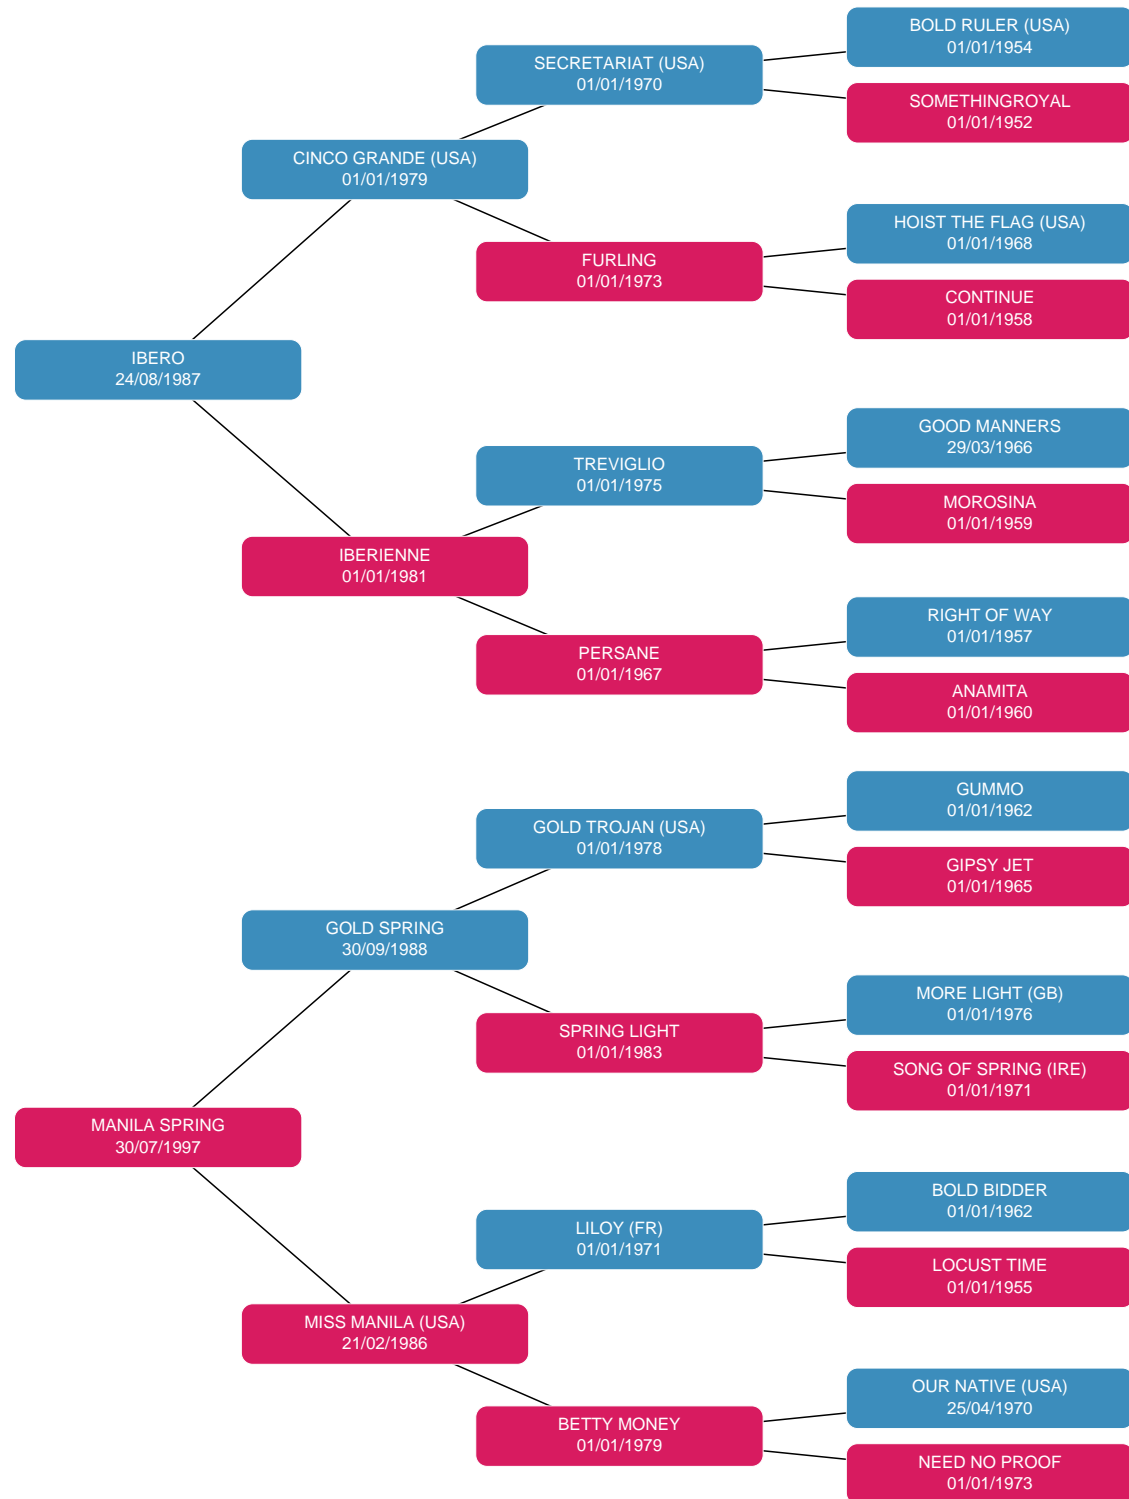 BOLD RULER (USA)
01/01/1954
SECRETARIAT (USA)
01/01/1970
SOMETHINGROYAL
01/01/1952
CINCO GRANDE (USA)
01/01/1979
HOIST THE FLAG (USA)
01/01/1968
FURLING
01/01/1973
CONTINUE
01/01/1958
IBERO
24/08/1987
GOOD MANNERS
29/03/1966
TREVIGLIO
01/01/1975
MOROSINA
01/01/1959
IBERIENNE
01/01/1981
RIGHT OF WAY
01/01/1957
PERSANE
01/01/1967
ANAMITA
01/01/1960
GUMMO
01/01/1962
GOLD TROJAN (USA)
01/01/1978
GIPSY JET
01/01/1965
GOLD SPRING
30/09/1988
MORE LIGHT (GB)
01/01/1976
SPRING LIGHT
01/01/1983
SONG OF SPRING (IRE)
01/01/1971
MANILA SPRING
30/07/1997
BOLD BIDDER
01/01/1962
LILOY (FR)
01/01/1971
LOCUST TIME
01/01/1955
MISS MANILA (USA)
21/02/1986
OUR NATIVE (USA)
25/04/1970
BETTY MONEY
01/01/1979
NEED NO PROOF
01/01/1973